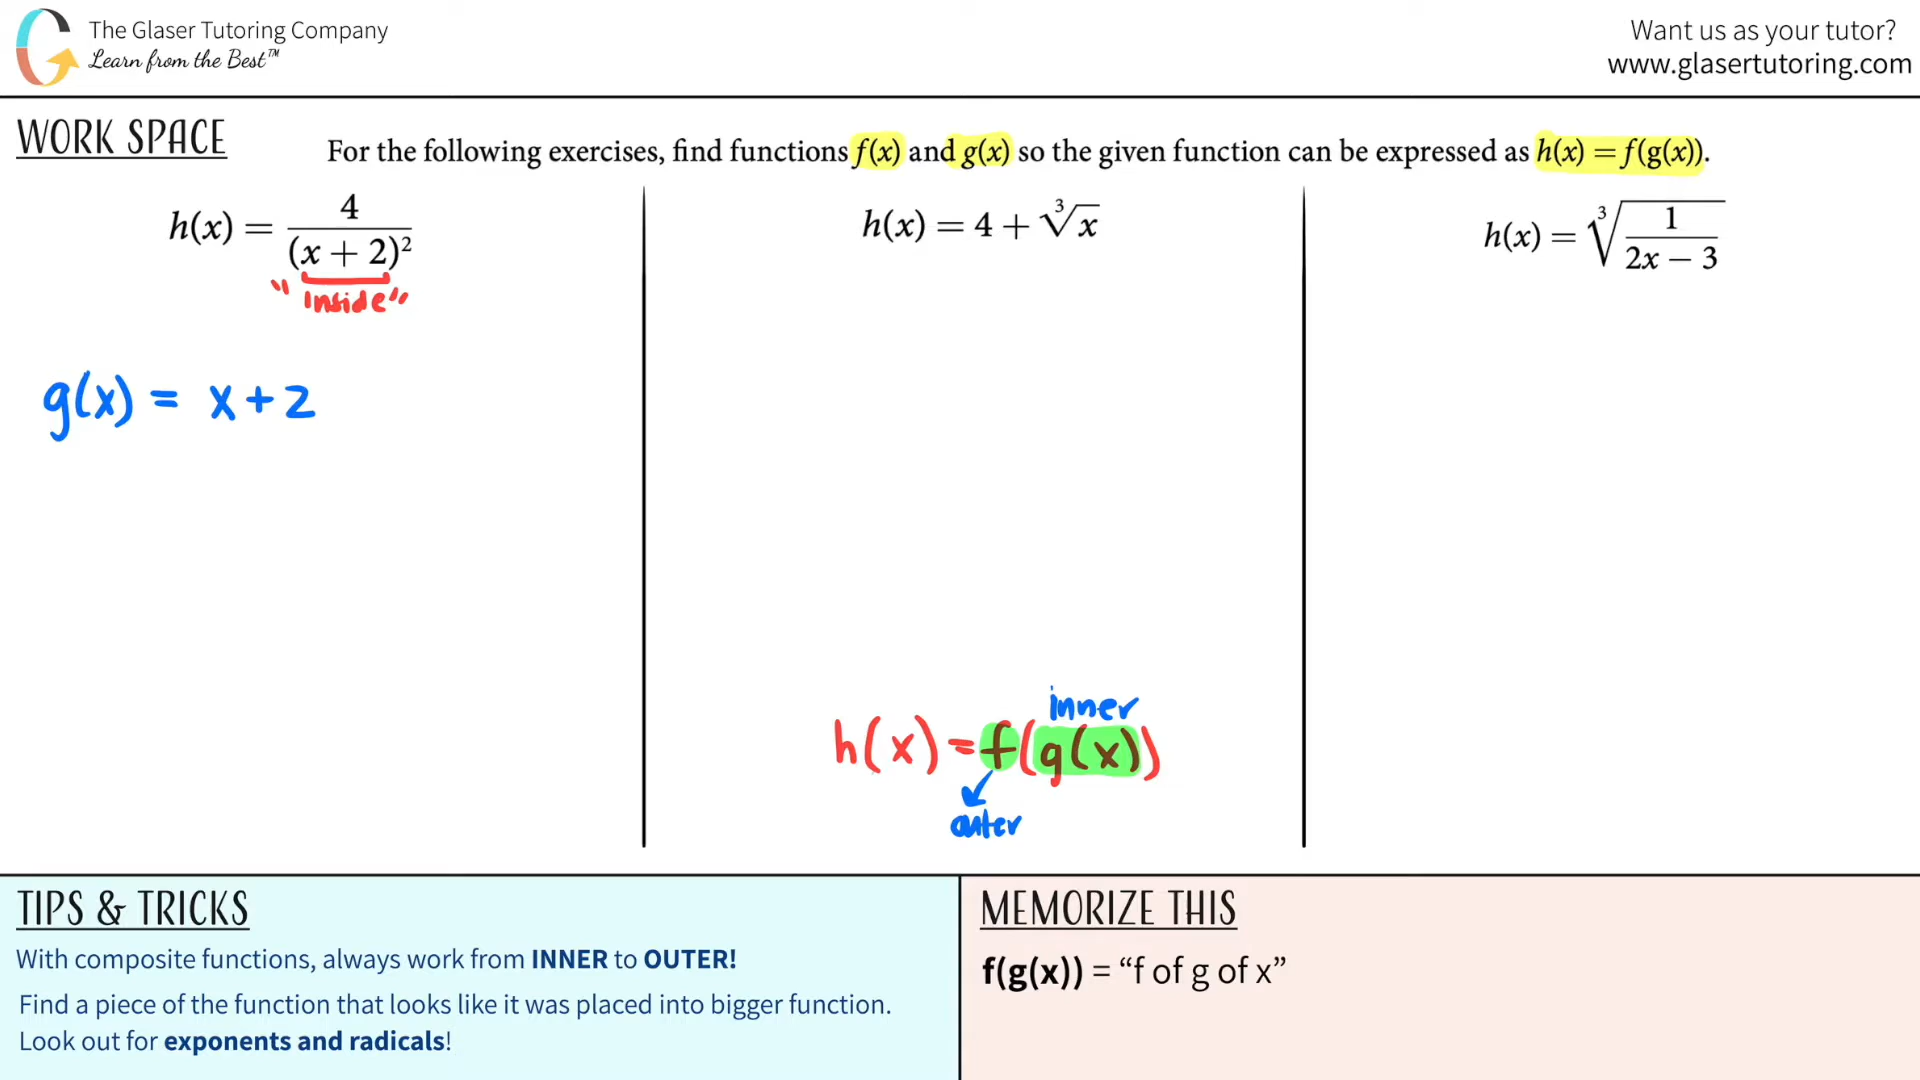 The Glaser Tutoring Company
Learn from the Best™
Want us as your tutor?
www.glasertutoring.com
WORK SPACE
For the following exercises, find functions f(x) and g(x) so the given function can be expressed as h(x) = f(g(x)).
h(x) = 4/(x + 2)²
"Inside"
g(x) = x + 2
h(x) = 4 + ∛x
inner
h(x) = f(g(x))
outer
h(x) = ∛(1/(2x − 3))
TIPS & TRICKS
With composite functions, always work from INNER to OUTER!
Find a piece of the function that looks like it was placed into bigger function.
Look out for exponents and radicals!
MEMORIZE THIS
f(g(x)) = “f of g of x”